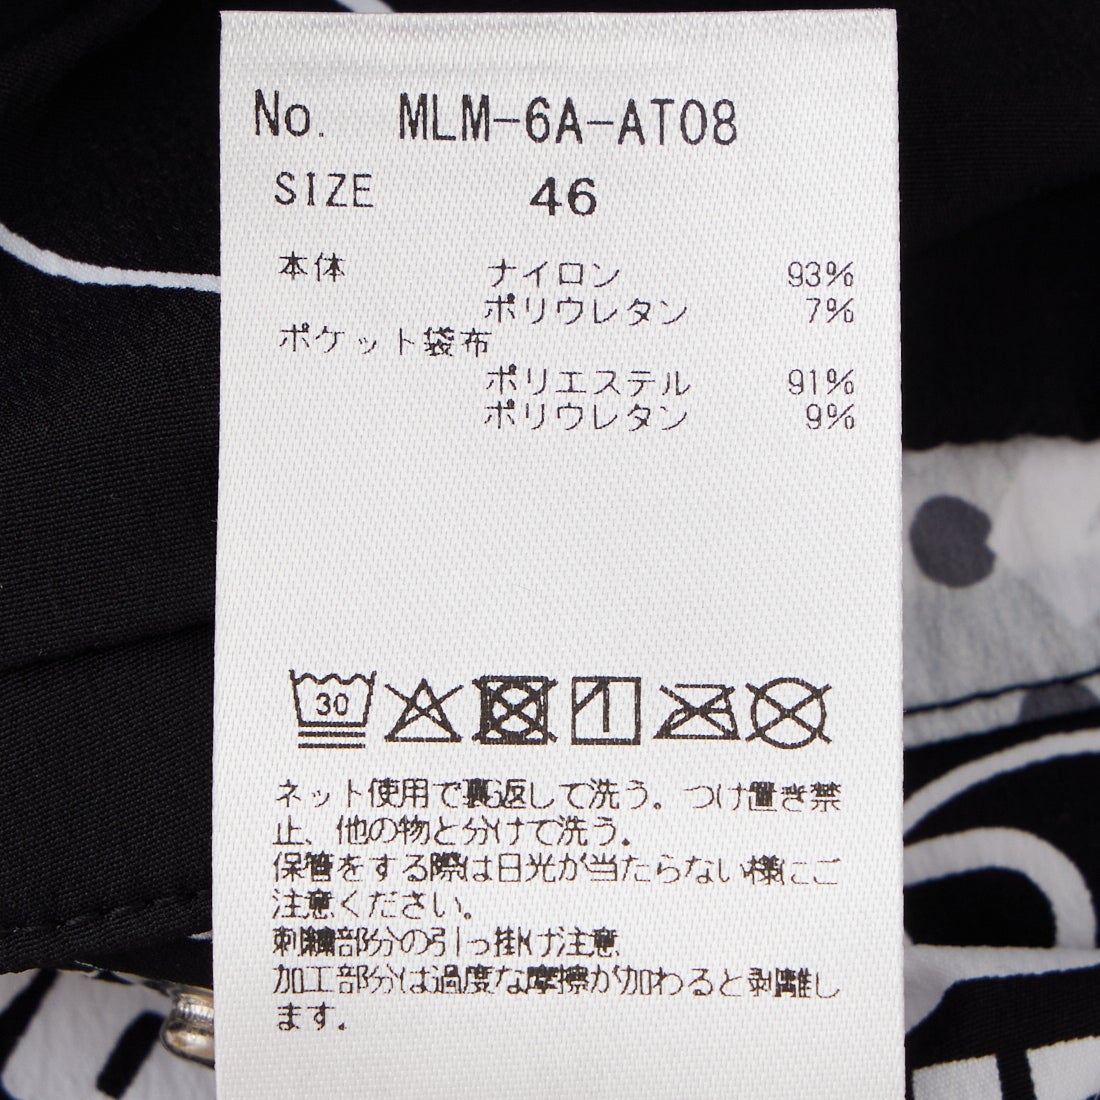 No. MLM-6A-AT08
SIZE 46
本体 ナイロン 93%
ポリウレタン 7%
ポケット袋布
ポリエステル 91%
ポリウレタン 9%
30
ネット使用で裏返して洗う。つけ置き禁
止、他の物と分けて洗う。
保管をする際は日光が当たらない様にご
注意ください。
刺繍部分の引っ掛け注意
加工部分は過度な摩擦が加わると剥離し
ます。